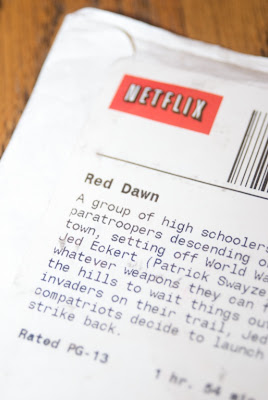 NETFLIX
Red Dawn
A group of high schoolers
paratroopers descending o
town, setting off World Wa
Jed Eckert (Patrick Swayze
whatever weapons they can f
the hills to wait things out
invaders on their trail, Jed
compatriots decide to launch
strike back.
Rated PG-13
1 hr. 54 min